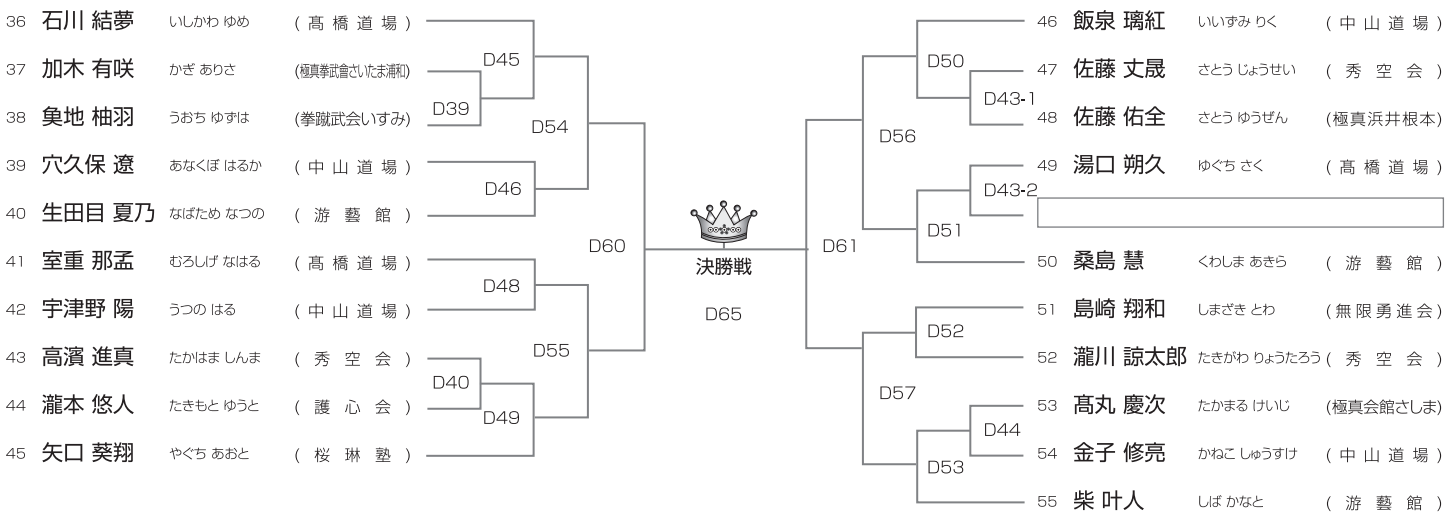 36 石川 結夢 いしかわ ゆめ (髙橋道場)
37 加木 有咲 かぎ ありさ (極真拳武會さいたま浦和)
38 奠地 柚羽 うおち ゆずは (拳蹴武会いすみ)
39 穴久保 遼 あなくぼ はるか (中山道場)
40 生田目 夏乃 なばため なつの (游藝館)
41 室重 那孟 むろしげ なはる (髙橋道場)
42 宇津野 陽 うつの はる (中山道場)
43 高濱 進真 たかはま しんま (秀空会)
44 瀧本 悠人 たきもと ゆうと (護心会)
45 矢口 葵翔 やぐち あおと (桜琳塾)
D39
D40
D45
D46
D48
D49
D54
D55
D60
決勝戦
D65
D61
D56
D57
D50
D51
D52
D53
D43-1
D43-2
D44
46 飯泉 璃紅 いいずみ りく (中山道場)
47 佐藤 丈晟 さとう じょうせい (秀空会)
48 佐藤 佑全 さとう ゆうぜん (極真浜井根本)
49 湯口 朔久 ゆぐち さく (髙橋道場)
50 桑島 慧 くわしま あきら (游藝館)
51 島崎 翔和 しまざき とわ (無限勇進会)
52 瀧川 諒太郎 たきがわ りょうたろう (秀空会)
53 髙丸 慶次 たかまる けいじ (極真会館さしま)
54 金子 修亮 かねこ しゅうすけ (中山道場)
55 柴 叶人 しば かなと (游藝館)